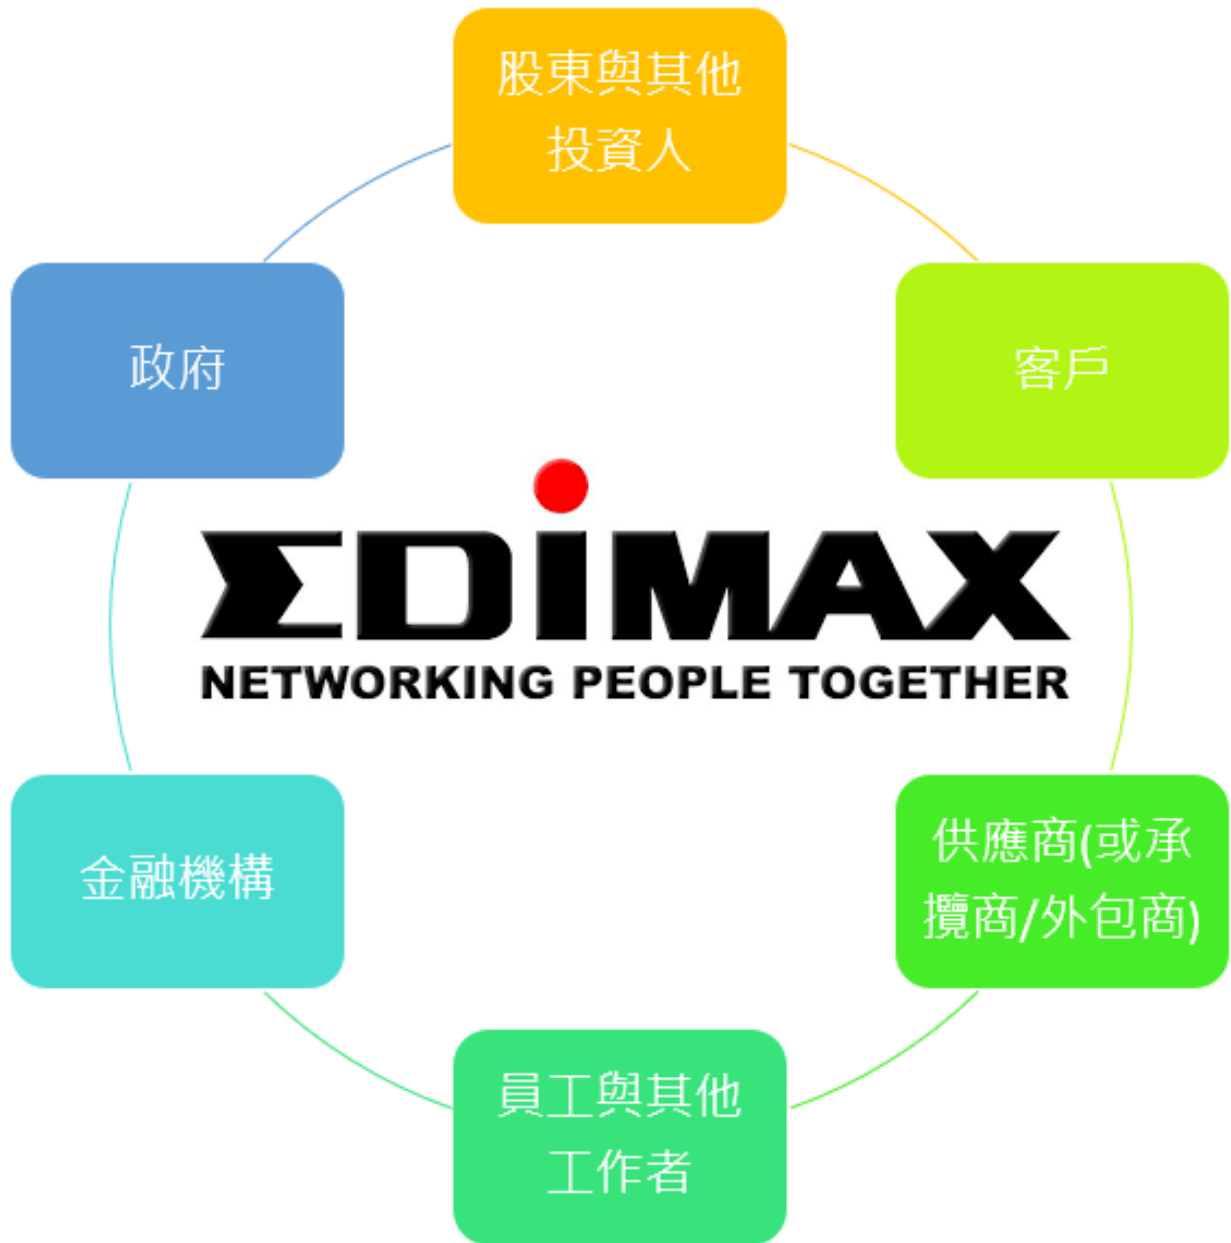 股東與其他
投資人
政府
客戶
EDIMAX
NETWORKING PEOPLE TOGETHER
金融機構
供應商(或承
攬商/外包商)
員工與其他
工作者